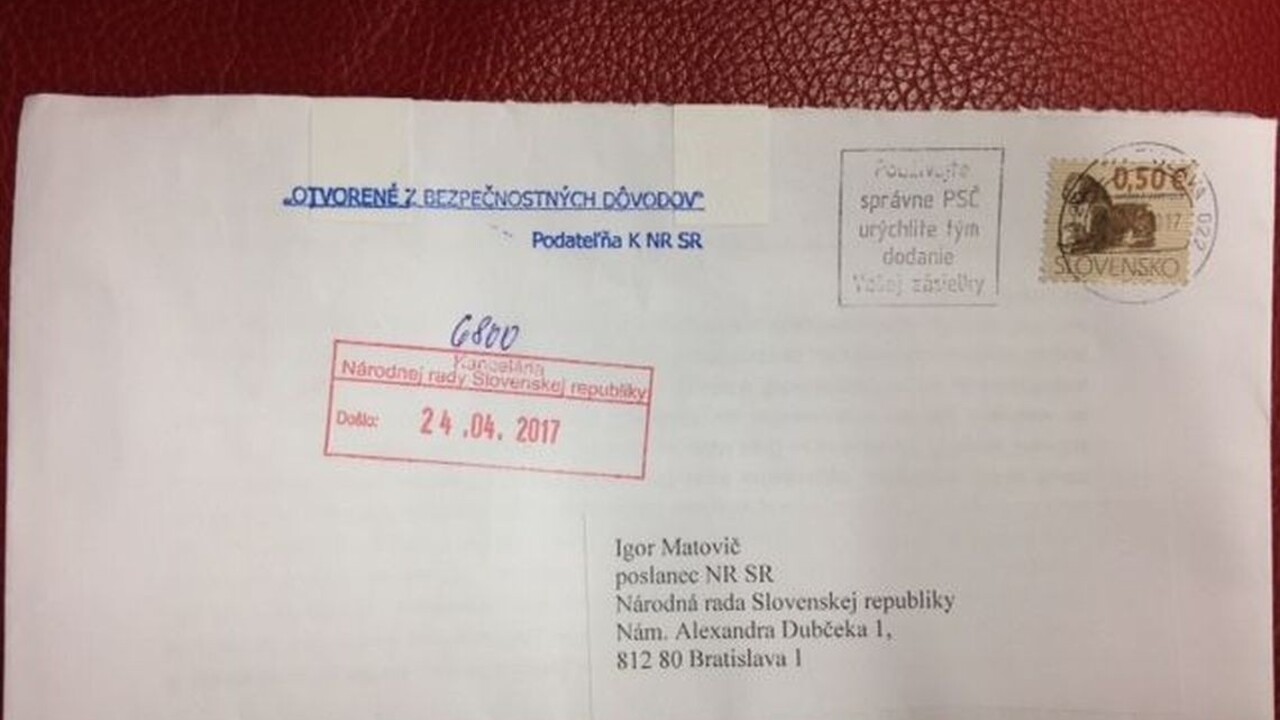 „OTVORENÉ Z BEZPEČNOSTNÝCH DÔVODOV“
Podateľňa K NR SR
Používajte
správne PSČ
urýchlite tým
dodanie
Vašej zásielky
0,50 €
SLOVENSKO
022
17
6800
Kancelária
Národnej rady Slovenskej republiky
Došlo:
24.04.2017
Igor Matovič
poslanec NR SR
Národná rada Slovenskej republiky
Nám. Alexandra Dubčeka 1,
812 80 Bratislava 1